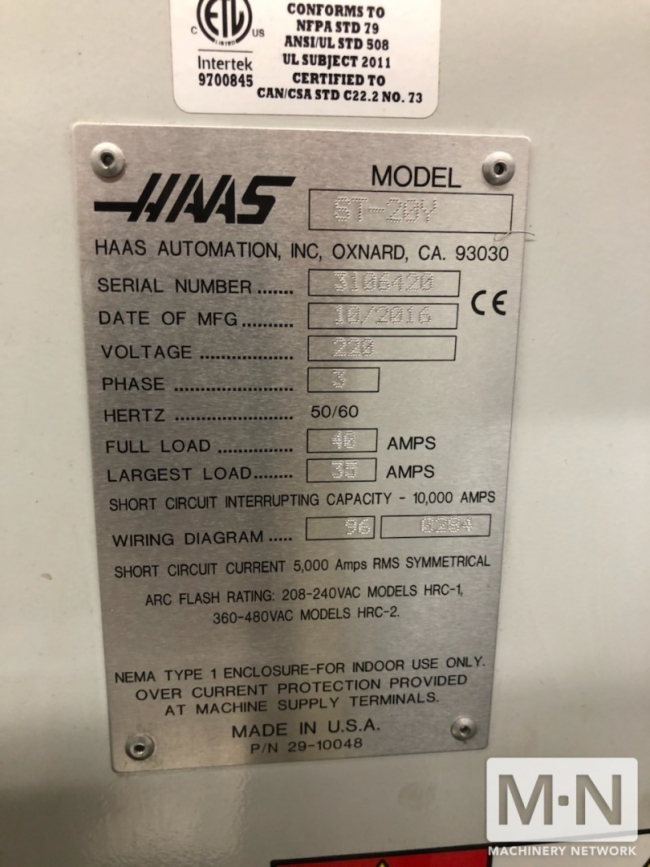 CONFORMS TO
NFPA STD 79
ANSI/UL STD 508
UL SUBJECT 2011
CERTIFIED TO
CAN/CSA STD C22.2 NO. 73
ETL
C US
Intertek
9700845
HAAS
MODEL ST-20Y
HAAS AUTOMATION, INC, OXNARD, CA. 93030
SERIAL NUMBER ....... 3106420
CE
DATE OF MFG.......... 10/2016
VOLTAGE .................. 220
PHASE ....................... 3
HERTZ ....................... 50/60
FULL LOAD ............... 40 AMPS
LARGEST LOAD........ 35 AMPS
SHORT CIRCUIT INTERRUPTING CAPACITY - 10,000 AMPS
WIRING DIAGRAM ..... 96 029A
SHORT CIRCUIT CURRENT 5,000 Amps RMS SYMMETRICAL
ARC FLASH RATING: 208-240VAC MODELS HRC-1,
360-480VAC MODELS HRC-2.
NEMA TYPE 1 ENCLOSURE-FOR INDOOR USE ONLY.
OVER CURRENT PROTECTION PROVIDED
AT MACHINE SUPPLY TERMINALS.
MADE IN U.S.A.
P/N 29-10048
M·N
MACHINERY NETWORK